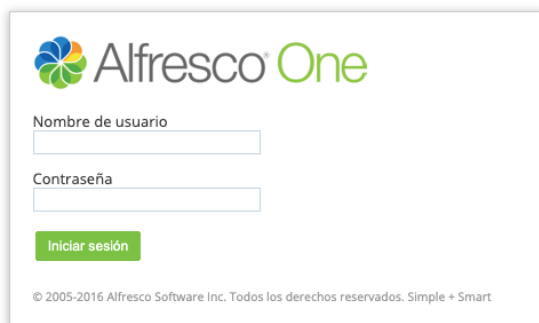 Alfresco® One
Nombre de usuario
Contraseña
Iniciar sesión
© 2005-2016 Alfresco Software Inc. Todos los derechos reservados. Simple + Smart